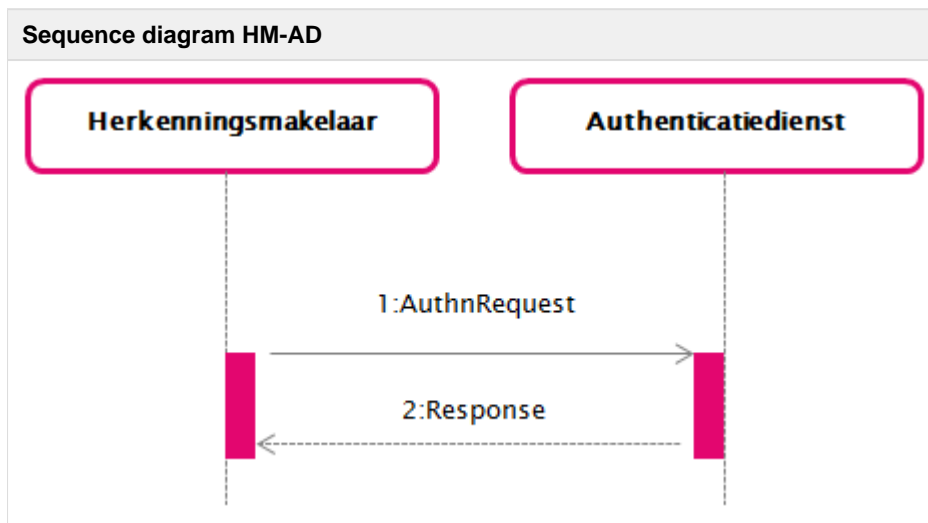 Sequence diagram HM-AD
Herkenningsmakelaar
Authenticatiedienst
1:AuthnRequest
2:Response